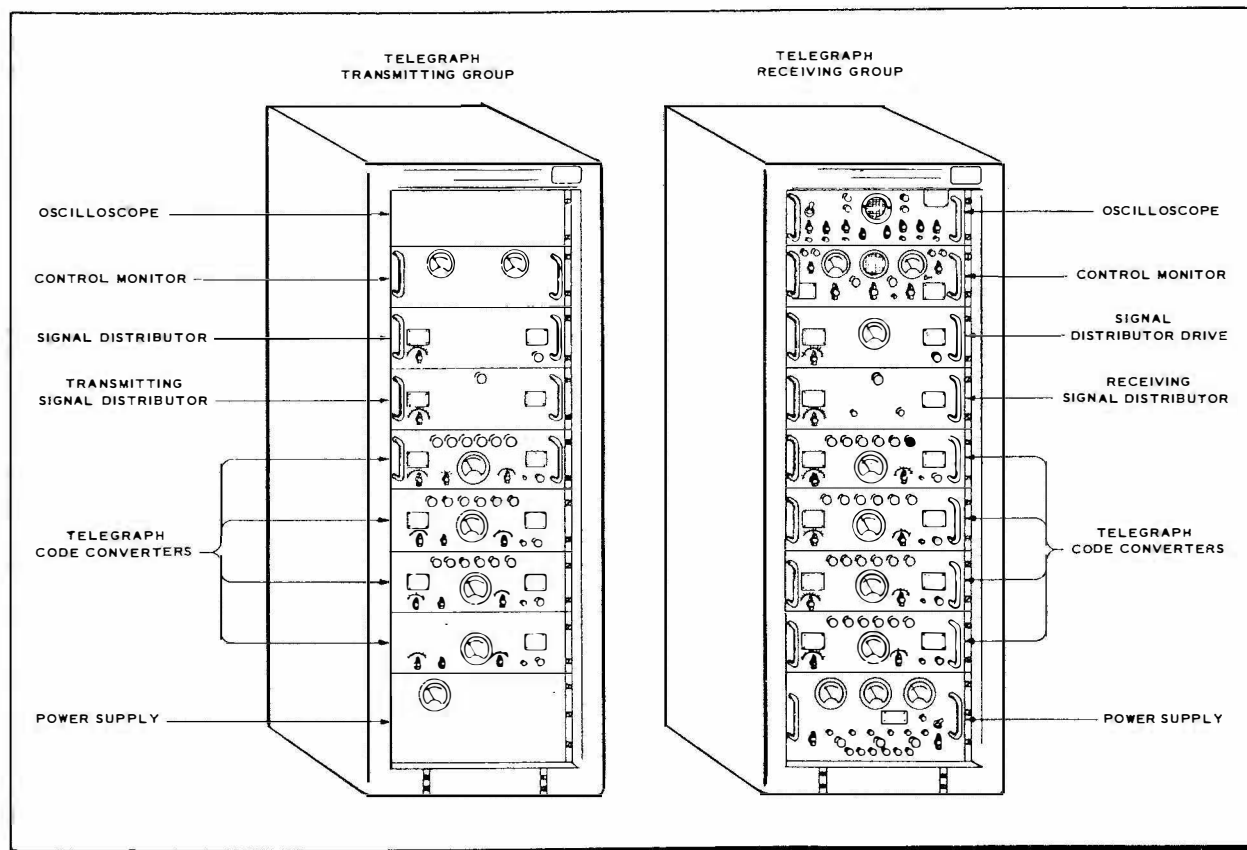 TELEGRAPH
TRANSMITTING GROUP
TELEGRAPH
RECEIVING GROUP
OSCILLOSCOPE
CONTROL MONITOR
SIGNAL DISTRIBUTOR
TRANSMITTING
SIGNAL DISTRIBUTOR
TELEGRAPH
CODE CONVERTERS
POWER SUPPLY
OSCILLOSCOPE
CONTROL MONITOR
SIGNAL
DISTRIBUTOR DRIVE
RECEIVING
SIGNAL DISTRIBUTOR
TELEGRAPH
CODE CONVERTERS
POWER SUPPLY